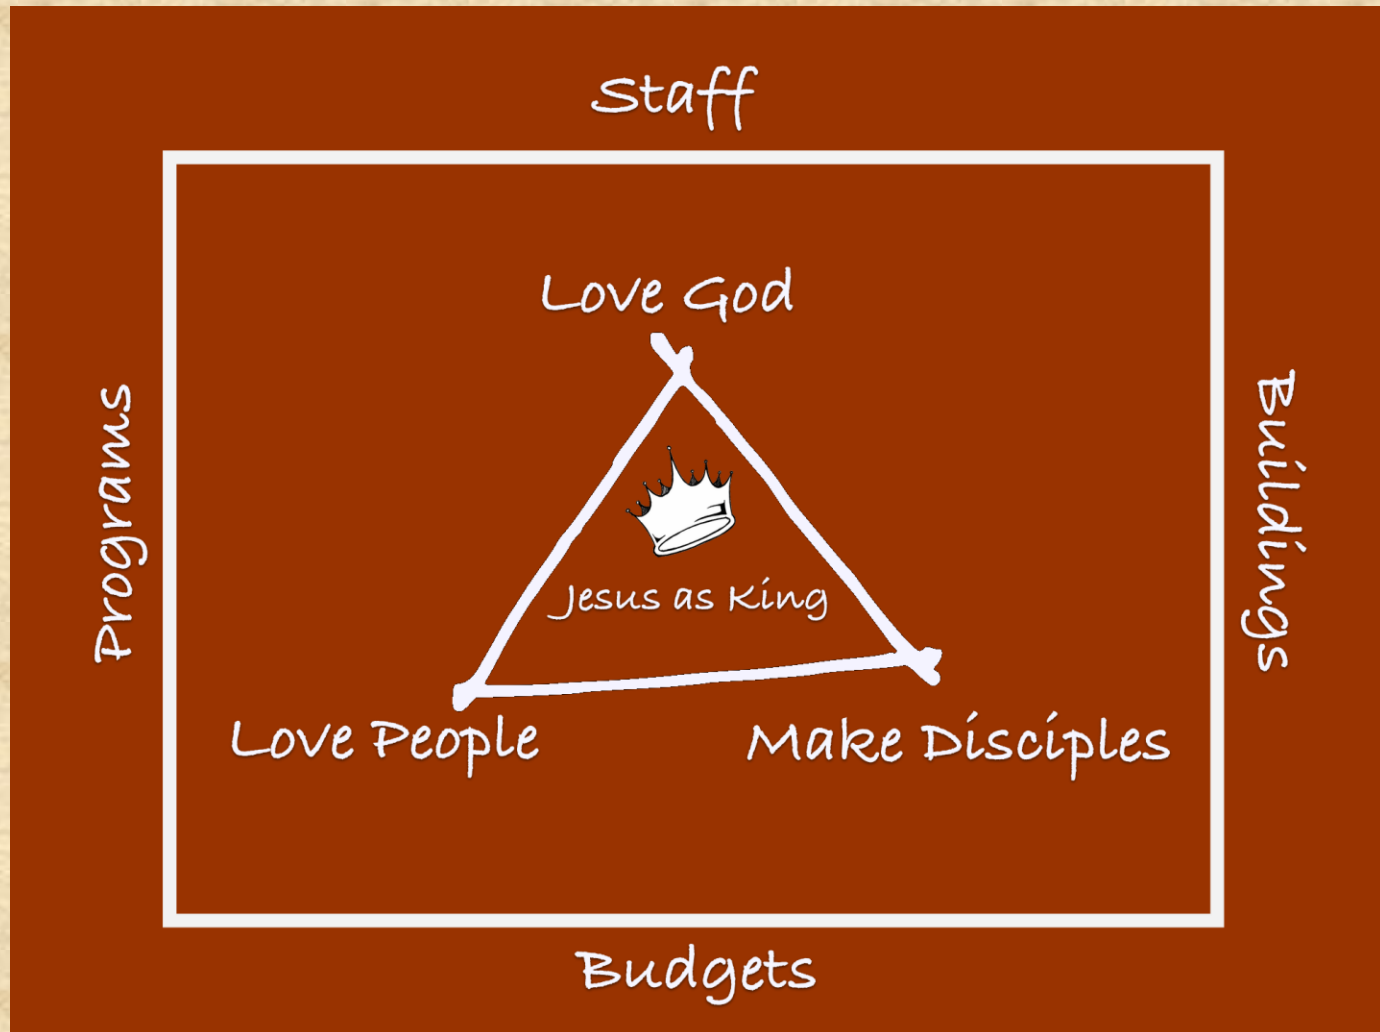 Staff
Love God
Programs
Buildings
Jesus as King
Love People
Make Disciples
Budgets